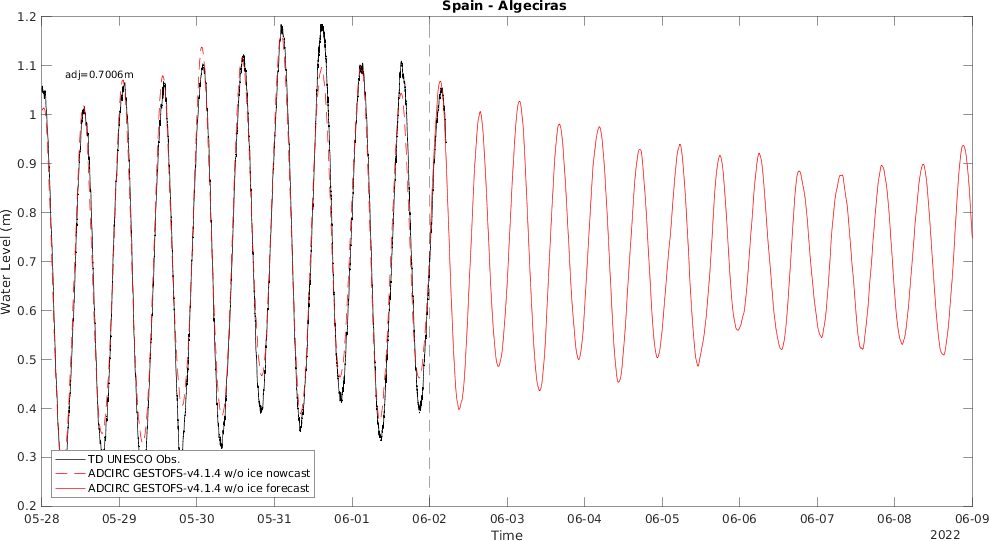 Spain - Algeciras
1.2
1.1
1
0.9
0.8
0.7
0.6
0.5
0.4
0.3
0.2
Water Level (m)
adj=0.7006m
TD UNESCO Obs.
ADCIRC GESTOFS-v4.1.4 w/o ice nowcast
ADCIRC GESTOFS-v4.1.4 w/o ice forecast
05-28 05-29 05-30 05-31 06-01 06-02 06-03 06-04 06-05 06-06 06-07 06-08 06-09
Time
2022